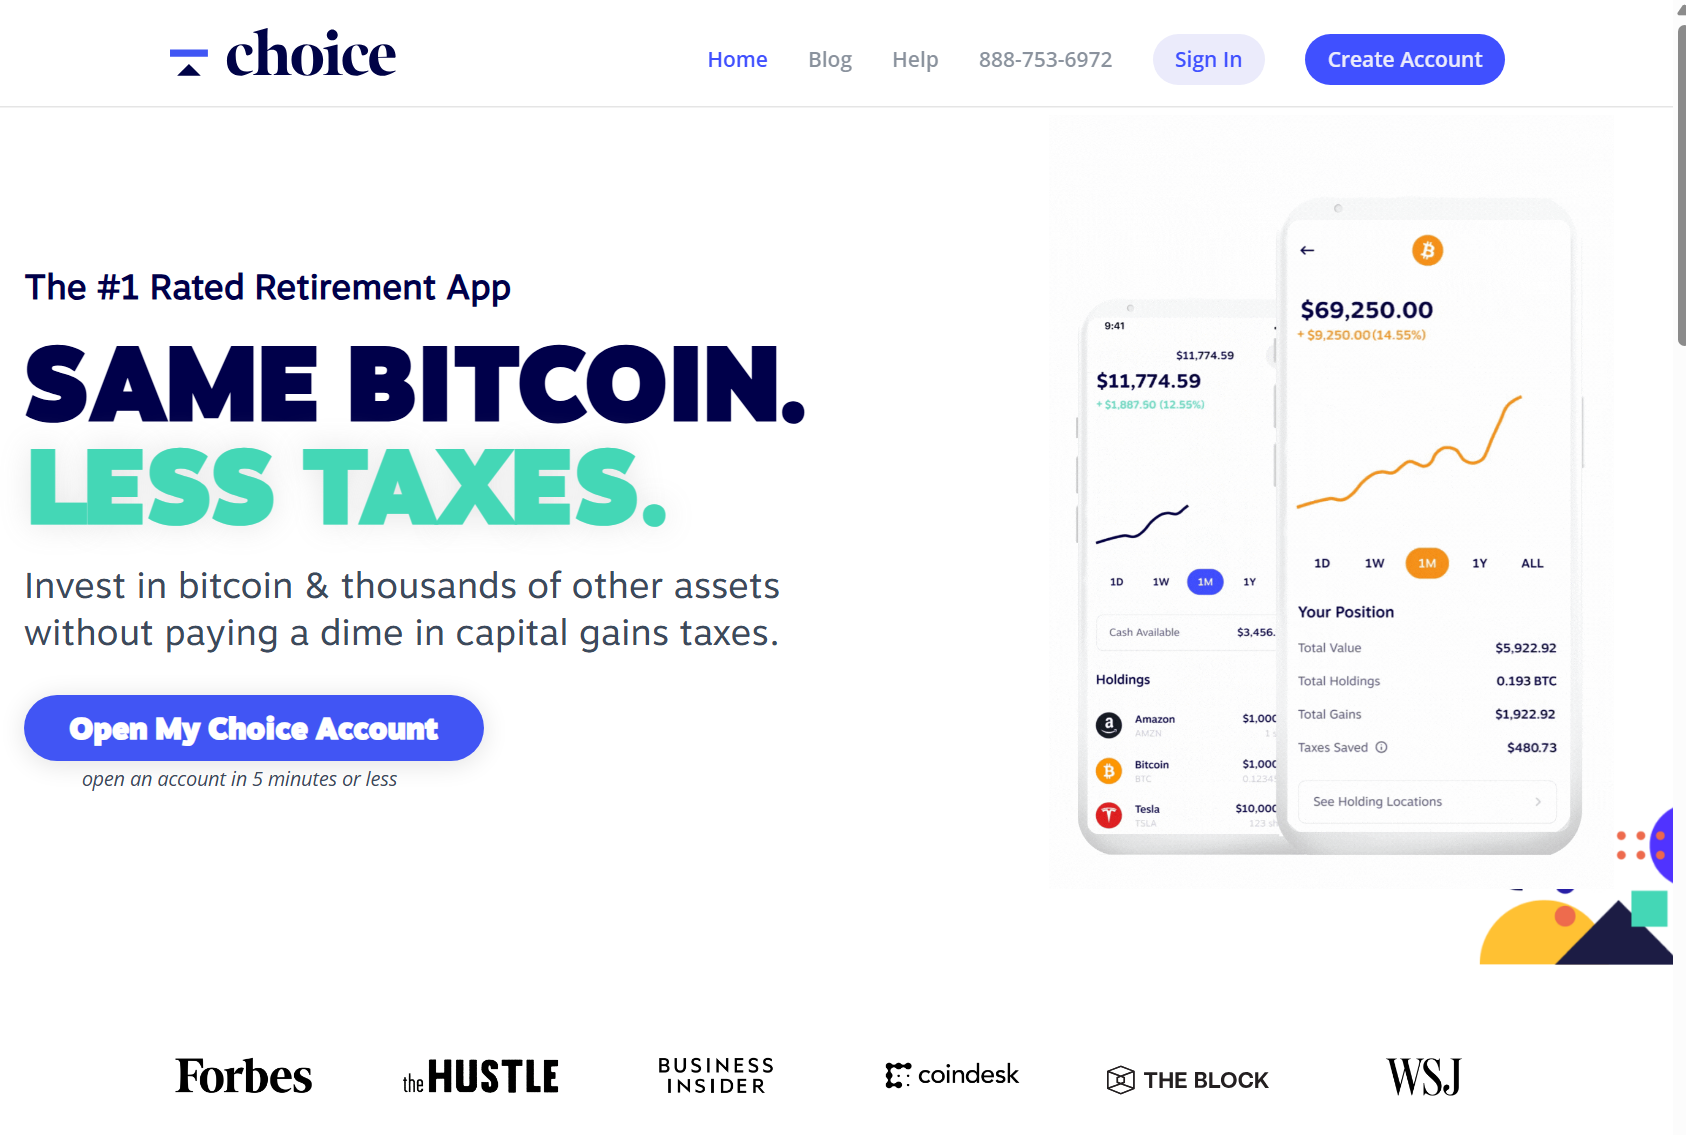 choice
Home Blog Help 888-753-6972 Sign In Create Account
The #1 Rated Retirement App
SAME BITCOIN.
LESS TAXES.
Invest in bitcoin & thousands of other assets
without paying a dime in capital gains taxes.
Open My Choice Account
open an account in 5 minutes or less
9:41
$11,774.59
$11,774.59
+ $1,887.50 (12.55%)
1D 1W 1M 1Y
Cash Available $3,456.
Holdings
Amazon $1,000
AMZN 1
Bitcoin $1,000
BTC 0.1234
Tesla $10,000
TSLA 123
$69,250.00
+ $9,250.00 (14.55%)
1D 1W 1M 1Y ALL
Your Position
Total Value $5,922.92
Total Holdings 0.193 BTC
Total Gains $1,922.92
Taxes Saved $480.73
See Holding Locations
Forbes
the HUSTLE
BUSINESS
INSIDER
coindesk
THE BLOCK
WSJ